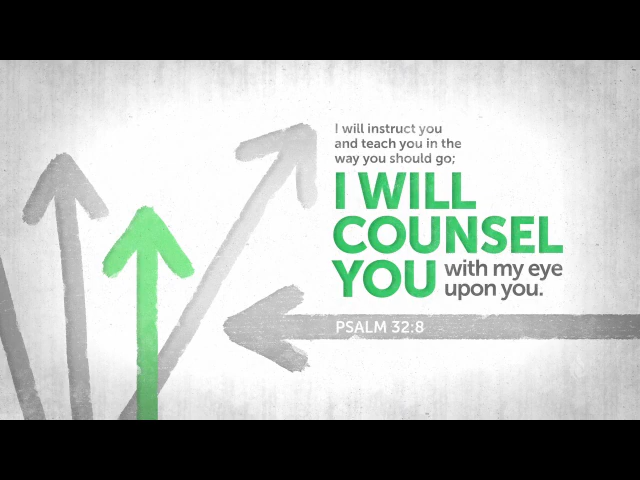 I will instruct you
and teach you in the
way you should go;
I WILL
COUNSEL
YOU with my eye
upon you.
PSALM 32:8